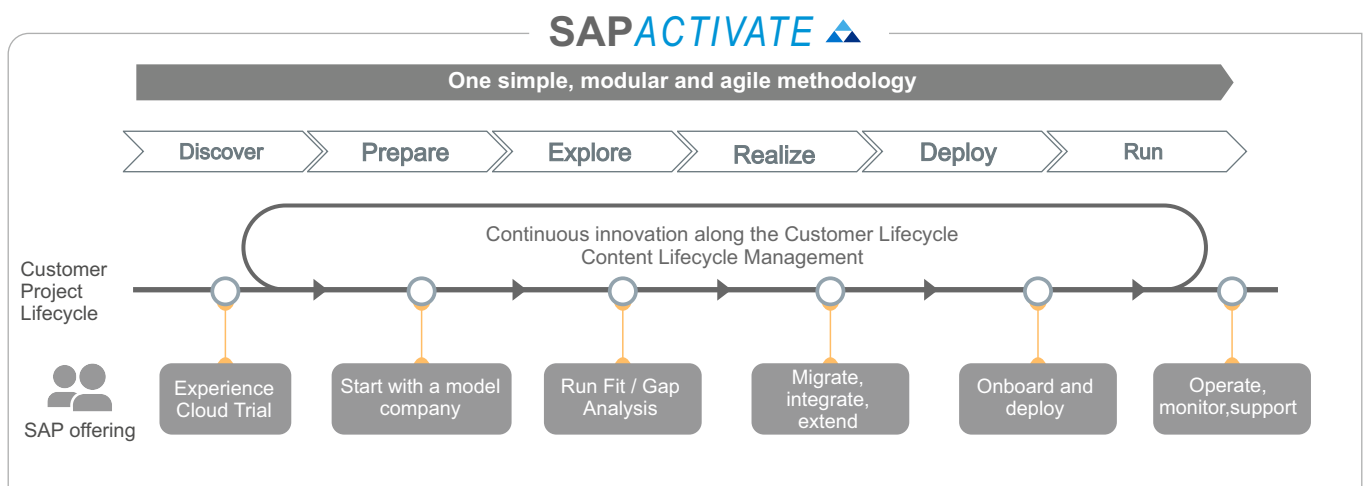 SAP ACTIVATE
One simple, modular and agile methodology
Discover
Prepare
Explore
Realize
Deploy
Run
Continuous innovation along the Customer Lifecycle
Content Lifecycle Management
Customer
Project
Lifecycle
SAP offering
Experience
Cloud Trial
Start with a model
company
Run Fit / Gap
Analysis
Migrate,
integrate,
extend
Onboard and
deploy
Operate,
monitor,support